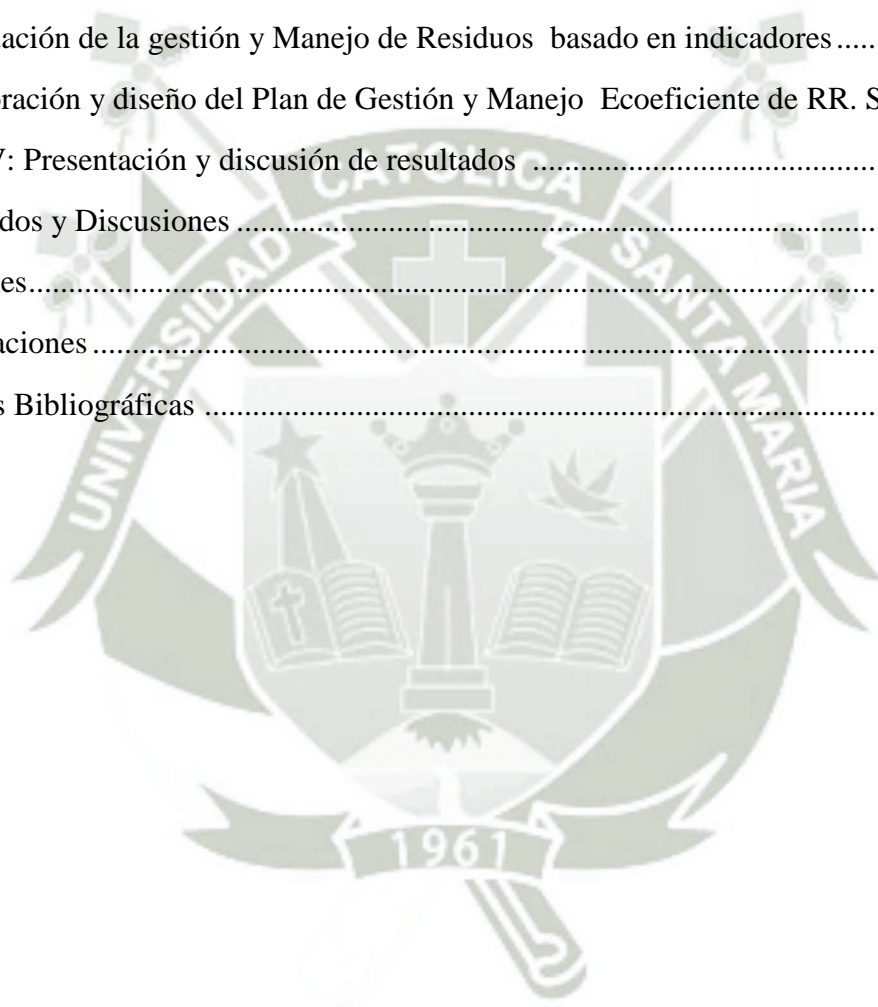 ación de la gestión y Manejo de Residuos basado en indicadores .....
oración y diseño del Plan de Gestión y Manejo Ecoeficiente de RR. S
V: Presentación y discusión de resultados ............................................
dos y Discusiones ..................................................................................
es..............................................................................................................
aciones ....................................................................................................
s Bibliográficas ......................................................................................
UNIVERSIDAD CATOLICA SANTA MARIA
1961